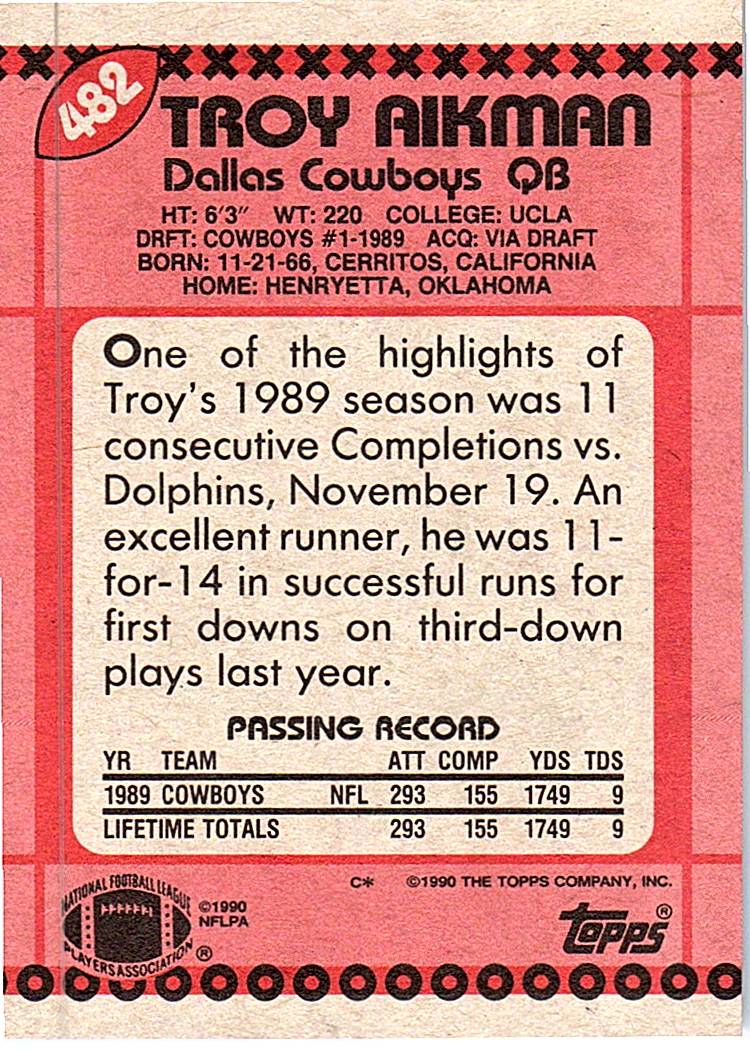 482
TROY AIKMAN
Dallas Cowboys QB
HT: 6'3" WT: 220 COLLEGE: UCLA
DRFT: COWBOYS #1-1989 ACQ: VIA DRAFT
BORN: 11-21-66, CERRITOS, CALIFORNIA
HOME: HENRYETTA, OKLAHOMA
One of the highlights of
Troy's 1989 season was 11
consecutive Completions vs.
Dolphins, November 19. An
excellent runner, he was 11-
for-14 in successful runs for
first downs on third-down
plays last year.
PASSING RECORD
YR TEAM ATT COMP YDS TDS
1989 COWBOYS NFL 293 155 1749 9
LIFETIME TOTALS 293 155 1749 9
C* ©1990 THE TOPPS COMPANY, INC.
NATIONAL FOOTBALL LEAGUE
PLAYERS ASSOCIATION ®
©1990
NFLPA
Topps ®